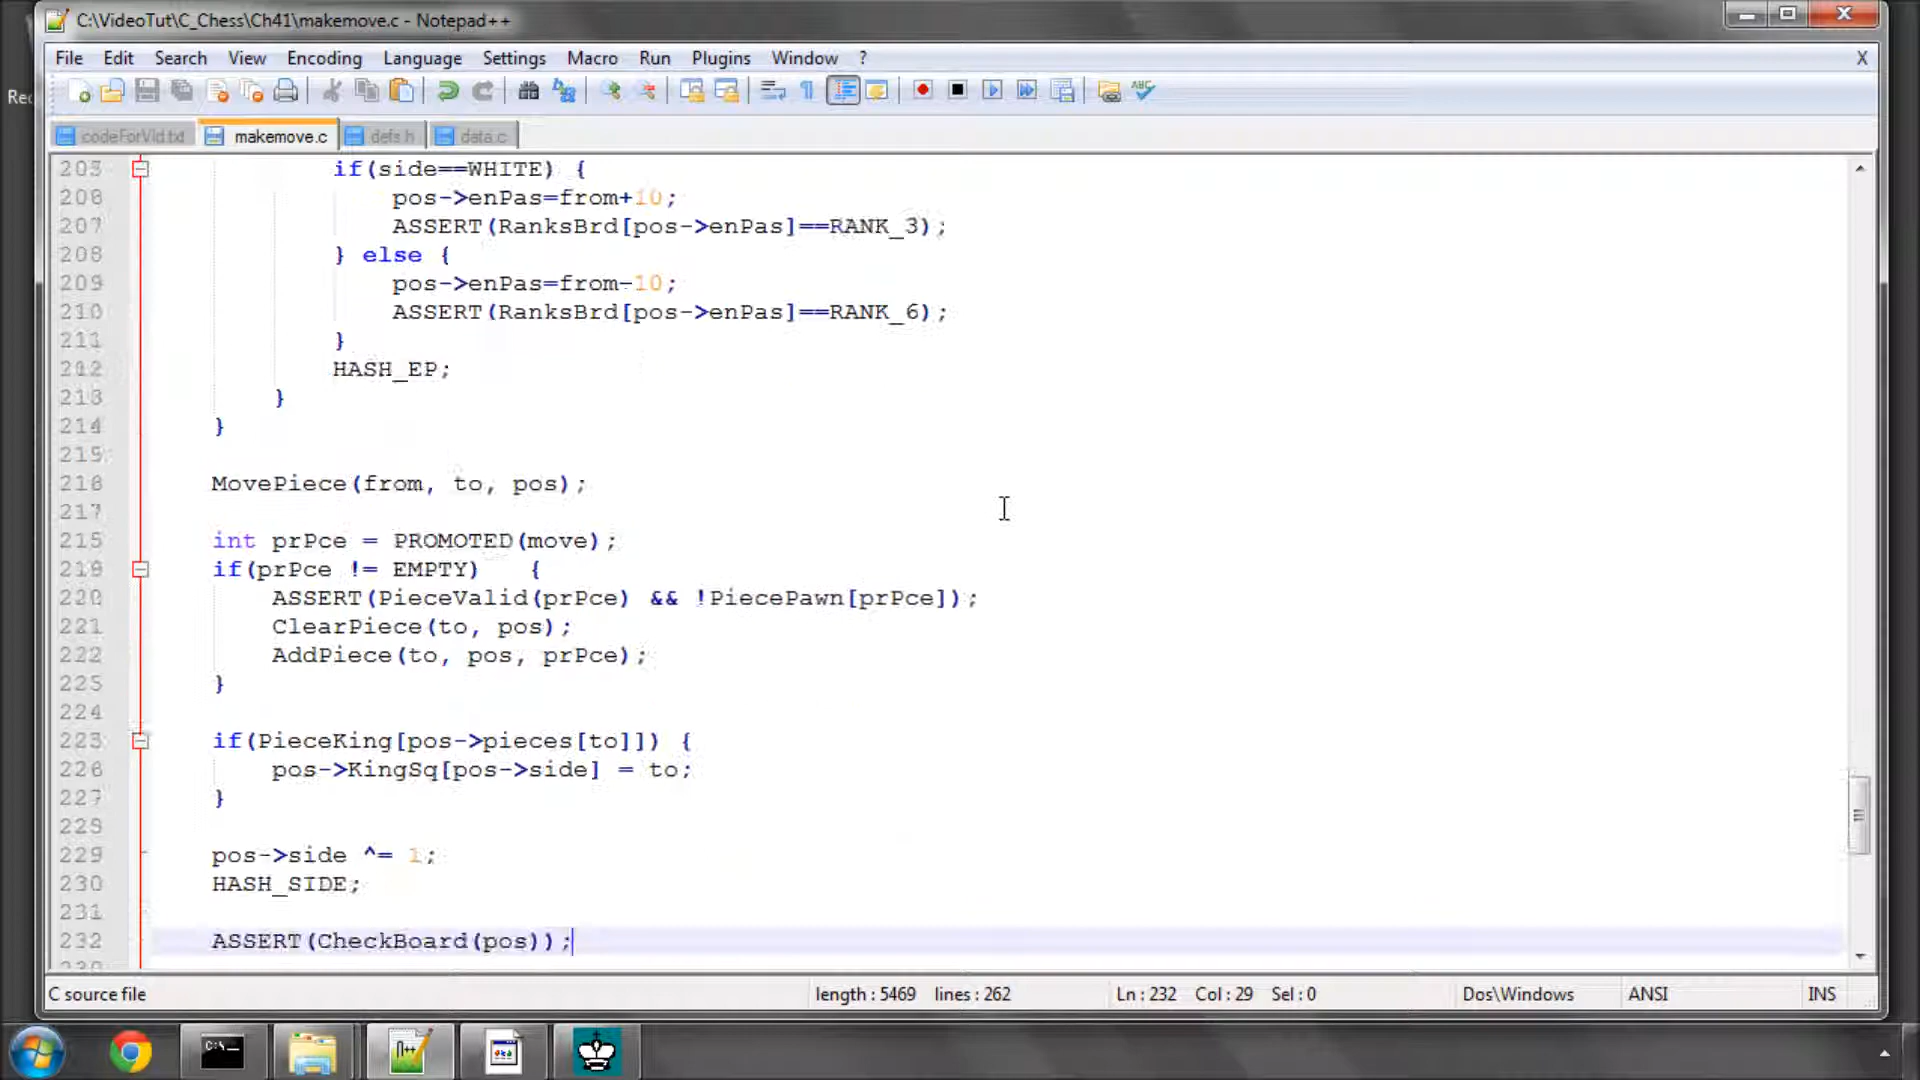 C:\VideoTut\C_Chess\Ch41\makemove.c - Notepad++
File Edit Search View Encoding Language Settings Macro Run Plugins Window ? X
codeForVid.txt makemove.c defs.h data.c
205 if(side==WHITE) {
206 pos->enPas=from+10;
207 ASSERT(RanksBrd[pos->enPas]==RANK_3);
208 } else {
209 pos->enPas=from-10;
210 ASSERT(RanksBrd[pos->enPas]==RANK_6);
211 }
212 HASH_EP;
213 }
214 }
215
216 MovePiece(from, to, pos);
217
218 int prPce = PROMOTED(move);
219 if(prPce != EMPTY) {
220 ASSERT(PieceValid(prPce) && !PiecePawn[prPce]);
221 ClearPiece(to, pos);
222 AddPiece(to, pos, prPce);
223 }
224
225 if(PieceKing[pos->pieces[to]]) {
226 pos->KingSq[pos->side] = to;
227 }
228
229 pos->side ^= 1;
230 HASH_SIDE;
231
232 ASSERT(CheckBoard(pos));
C source file length : 5469 lines : 262 Ln : 232 Col : 29 Sel : 0 Dos\Windows ANSI INS